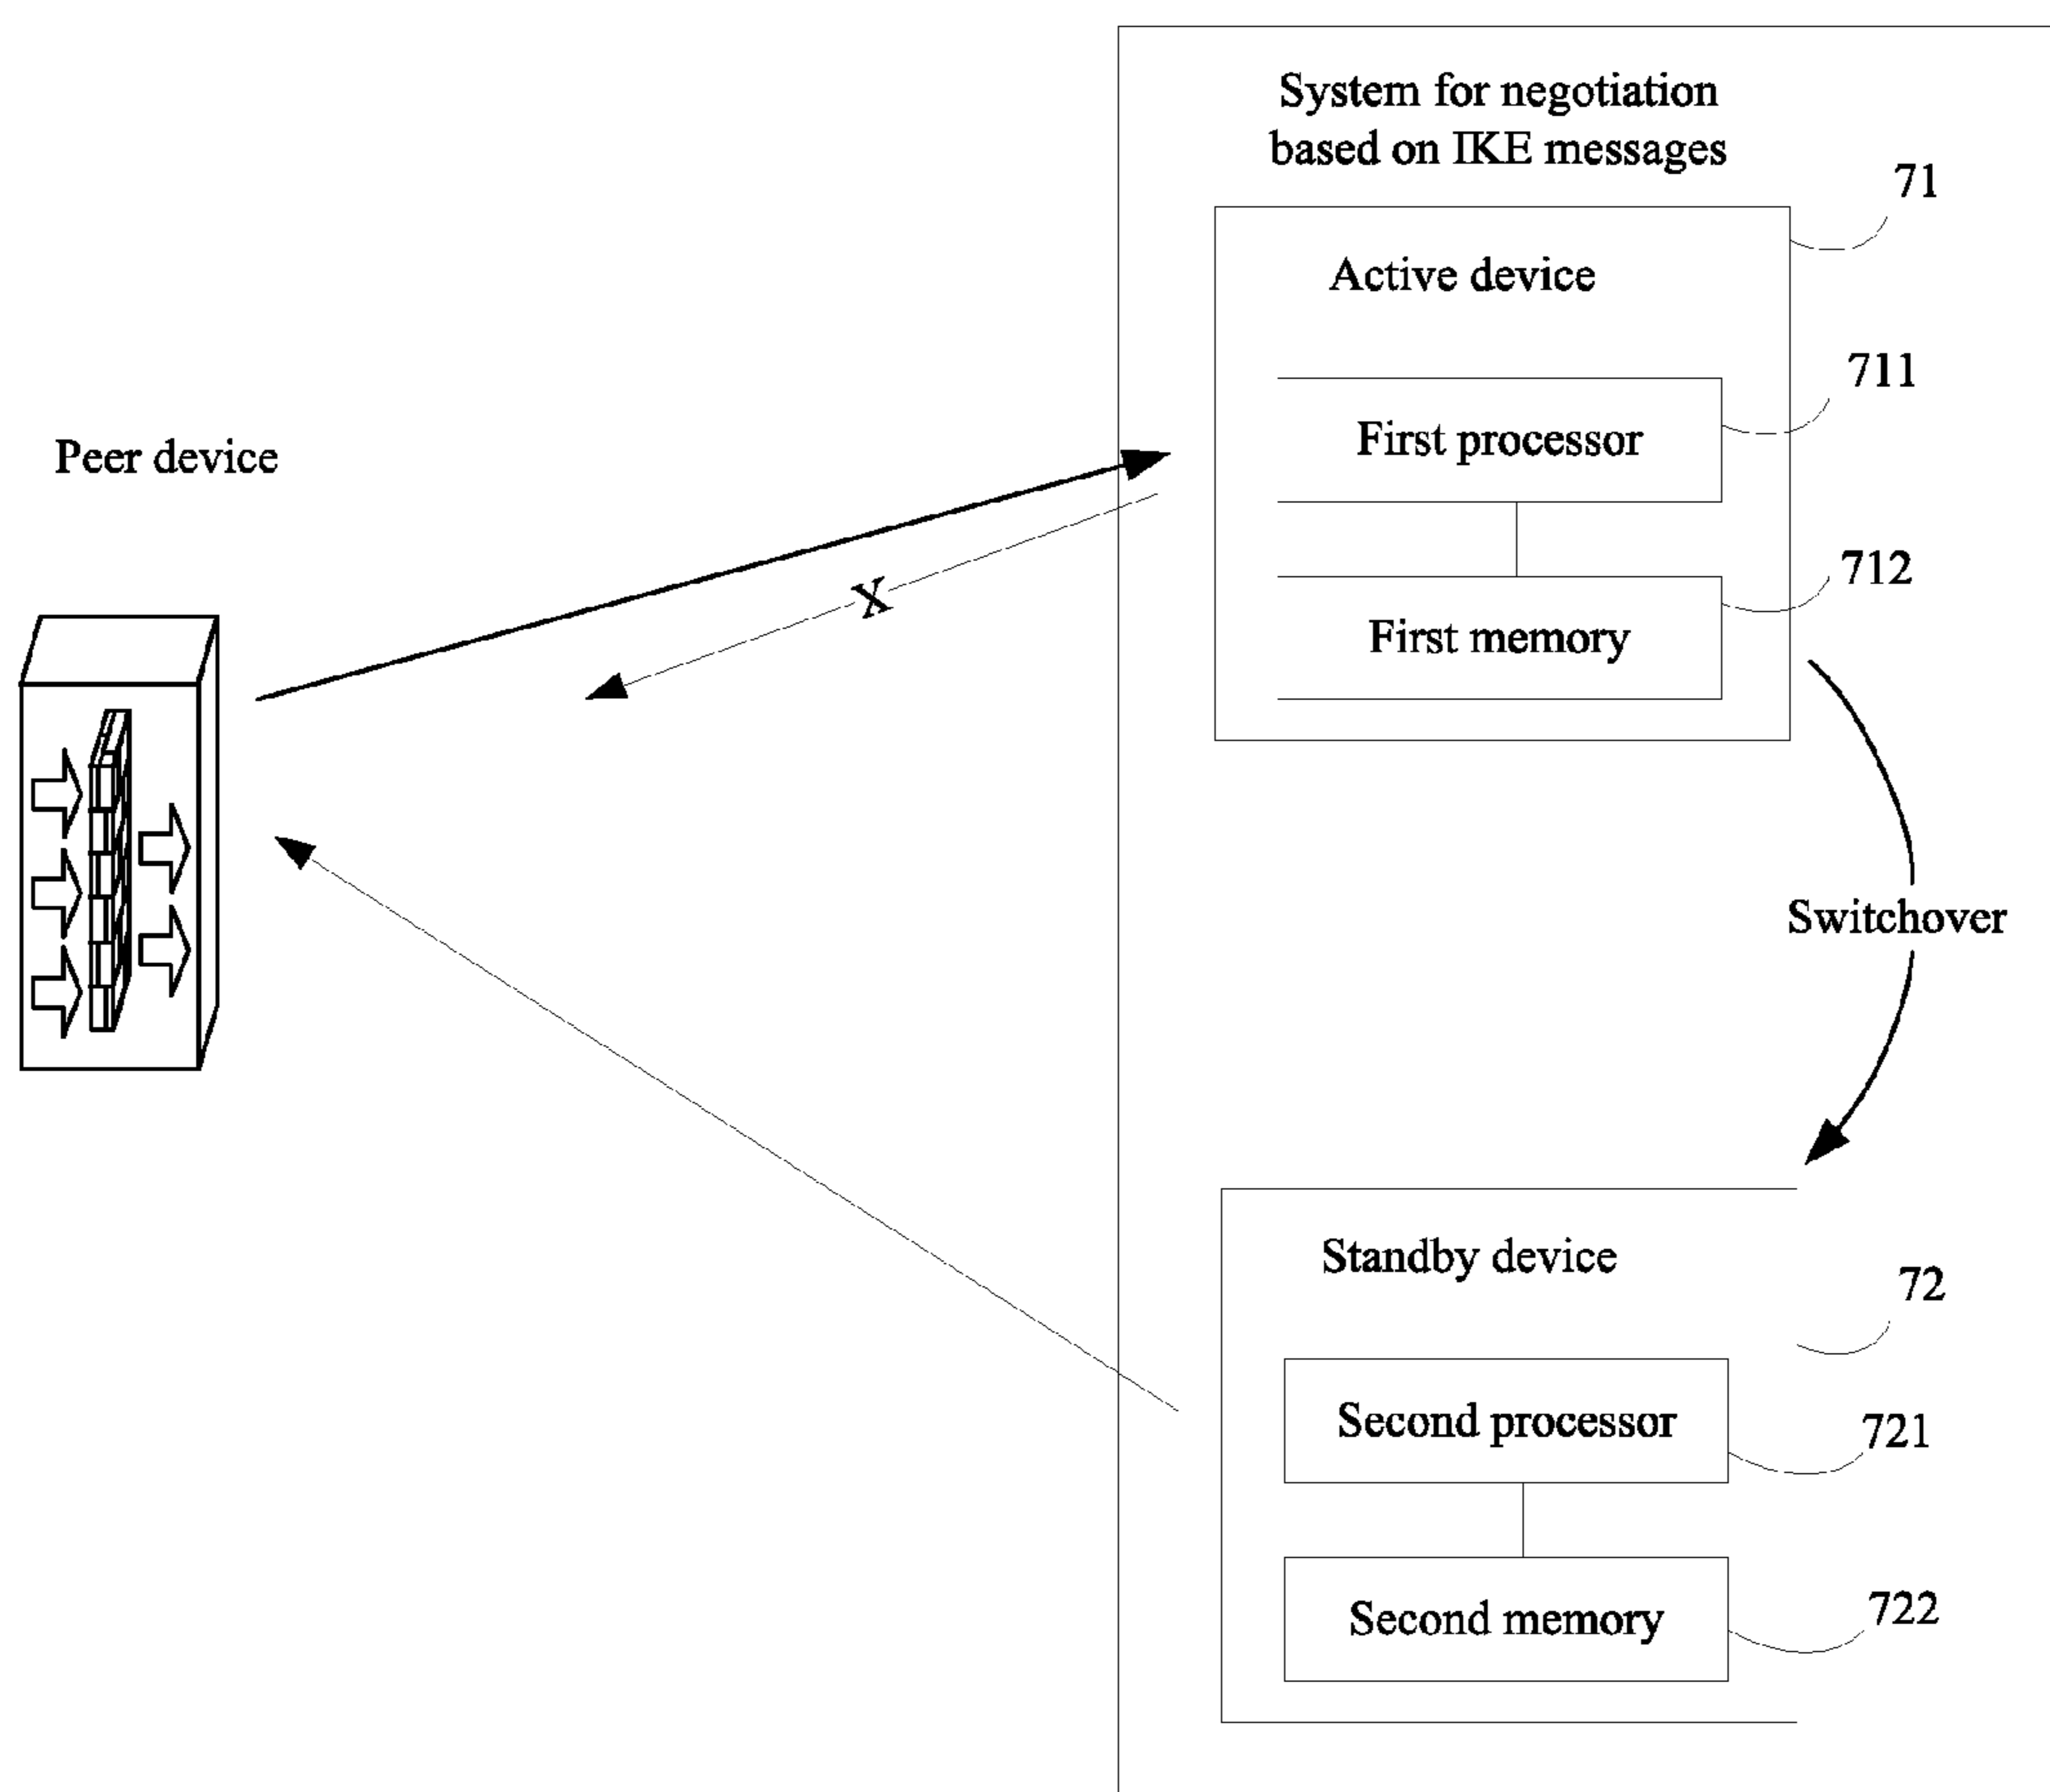 System for negotiation
based on IKE messages
71
Active device
711
First processor
Peer device
712
First memory
X
Switchover
Standby device
72
Second processor
721
Second memory
722